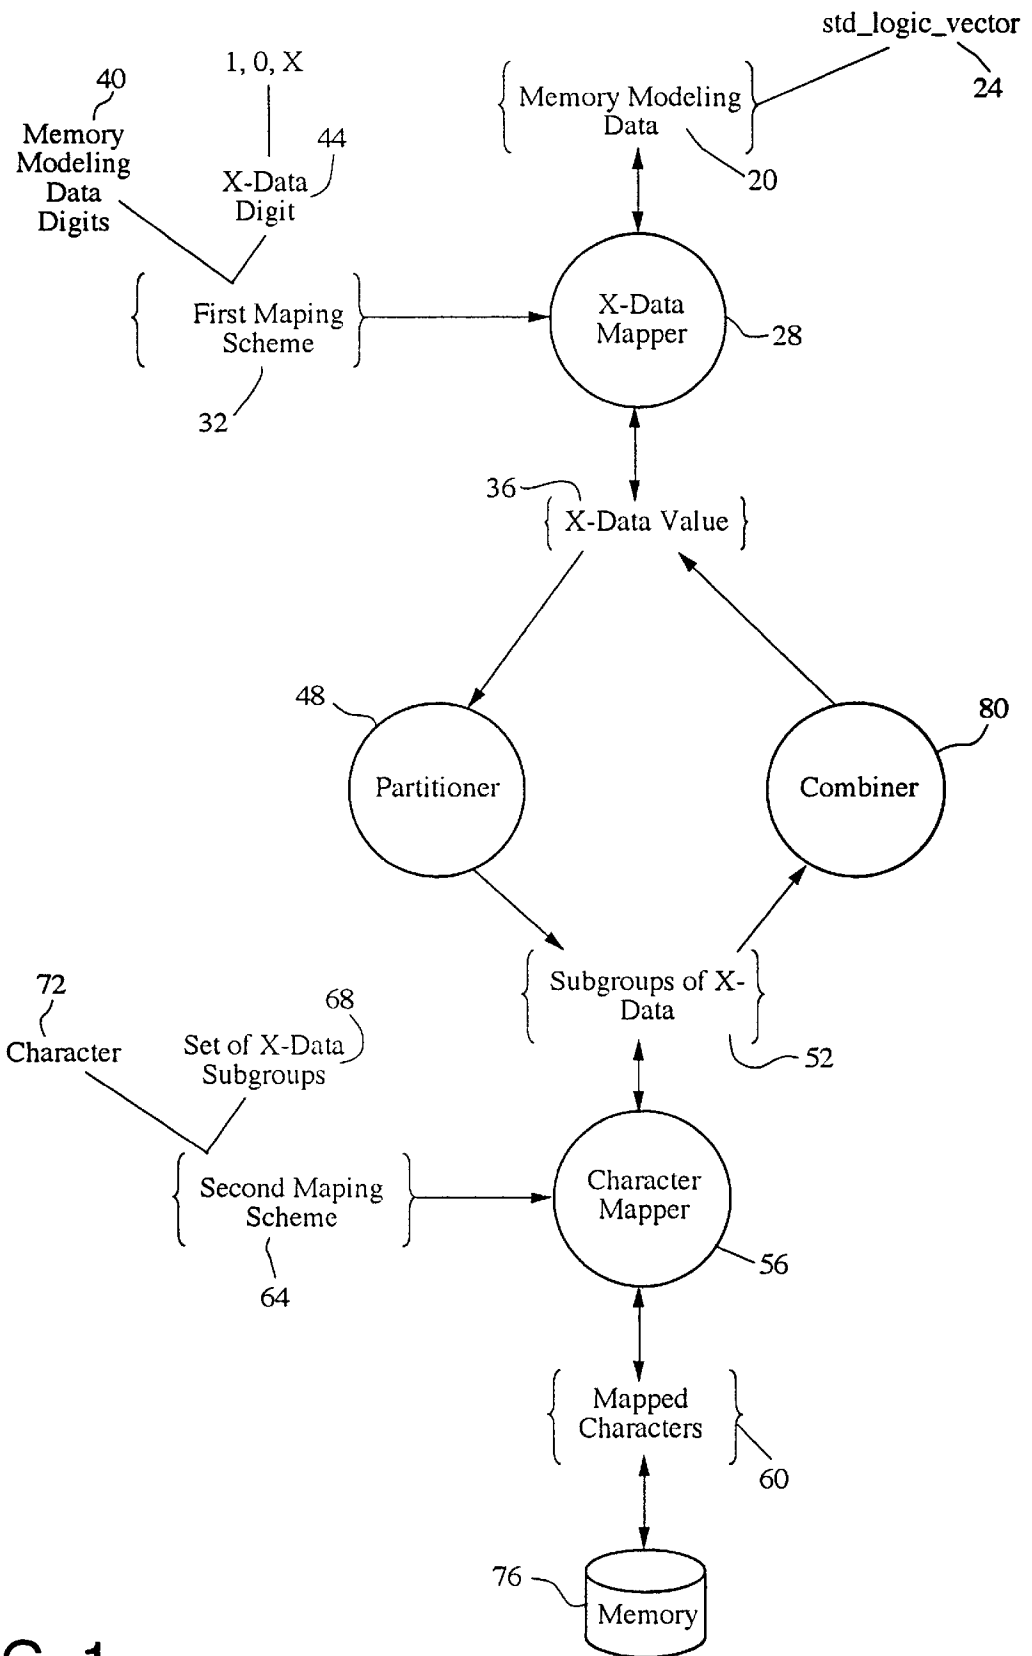 std_logic_vector
24
40
1, 0, X
Memory Modeling
Data
20
Memory
Modeling
Data
Digits
44
X-Data
Digit
First Maping
Scheme
32
X-Data
Mapper
28
36
X-Data Value
48
Partitioner
80
Combiner
72
Character
68
Set of X-Data
Subgroups
Subgroups of X-
Data
52
Second Maping
Scheme
64
Character
Mapper
56
Mapped
Characters
60
76
Memory